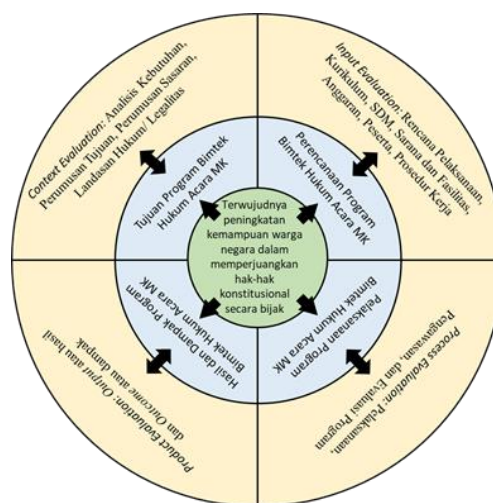 Context Evaluation: Analisis Kebutuhan,
Perumusan Tujuan, Perumusan Sasaran,
Landasan Hukum/ Legalitas
Input Evaluation: Rencana Pelaksanaan,
Kurikulum, SDM, Sarana dan Fasilitas,
Anggaran, Peserta, Prosedur Kerja
Tujuan Program Bimtek
Hukum Acara MK
Perencanaan Program
Bimtek Hukum Acara MK
Terwujudnya
peningkatan
kemampuan warga
negara dalam
memperjuangkan
hak-hak
konstitusional
secara bijak
Hasil dan Dampak Program
Bimtek Hukum Acara MK
Pelaksanaan Program
Bimtek Hukum Acara MK
Product Evaluation: Output atau hasil
dan Outcome atau dampak
Process Evaluation: Pelaksanaan,
Pengawasan, dan Evaluasi Program